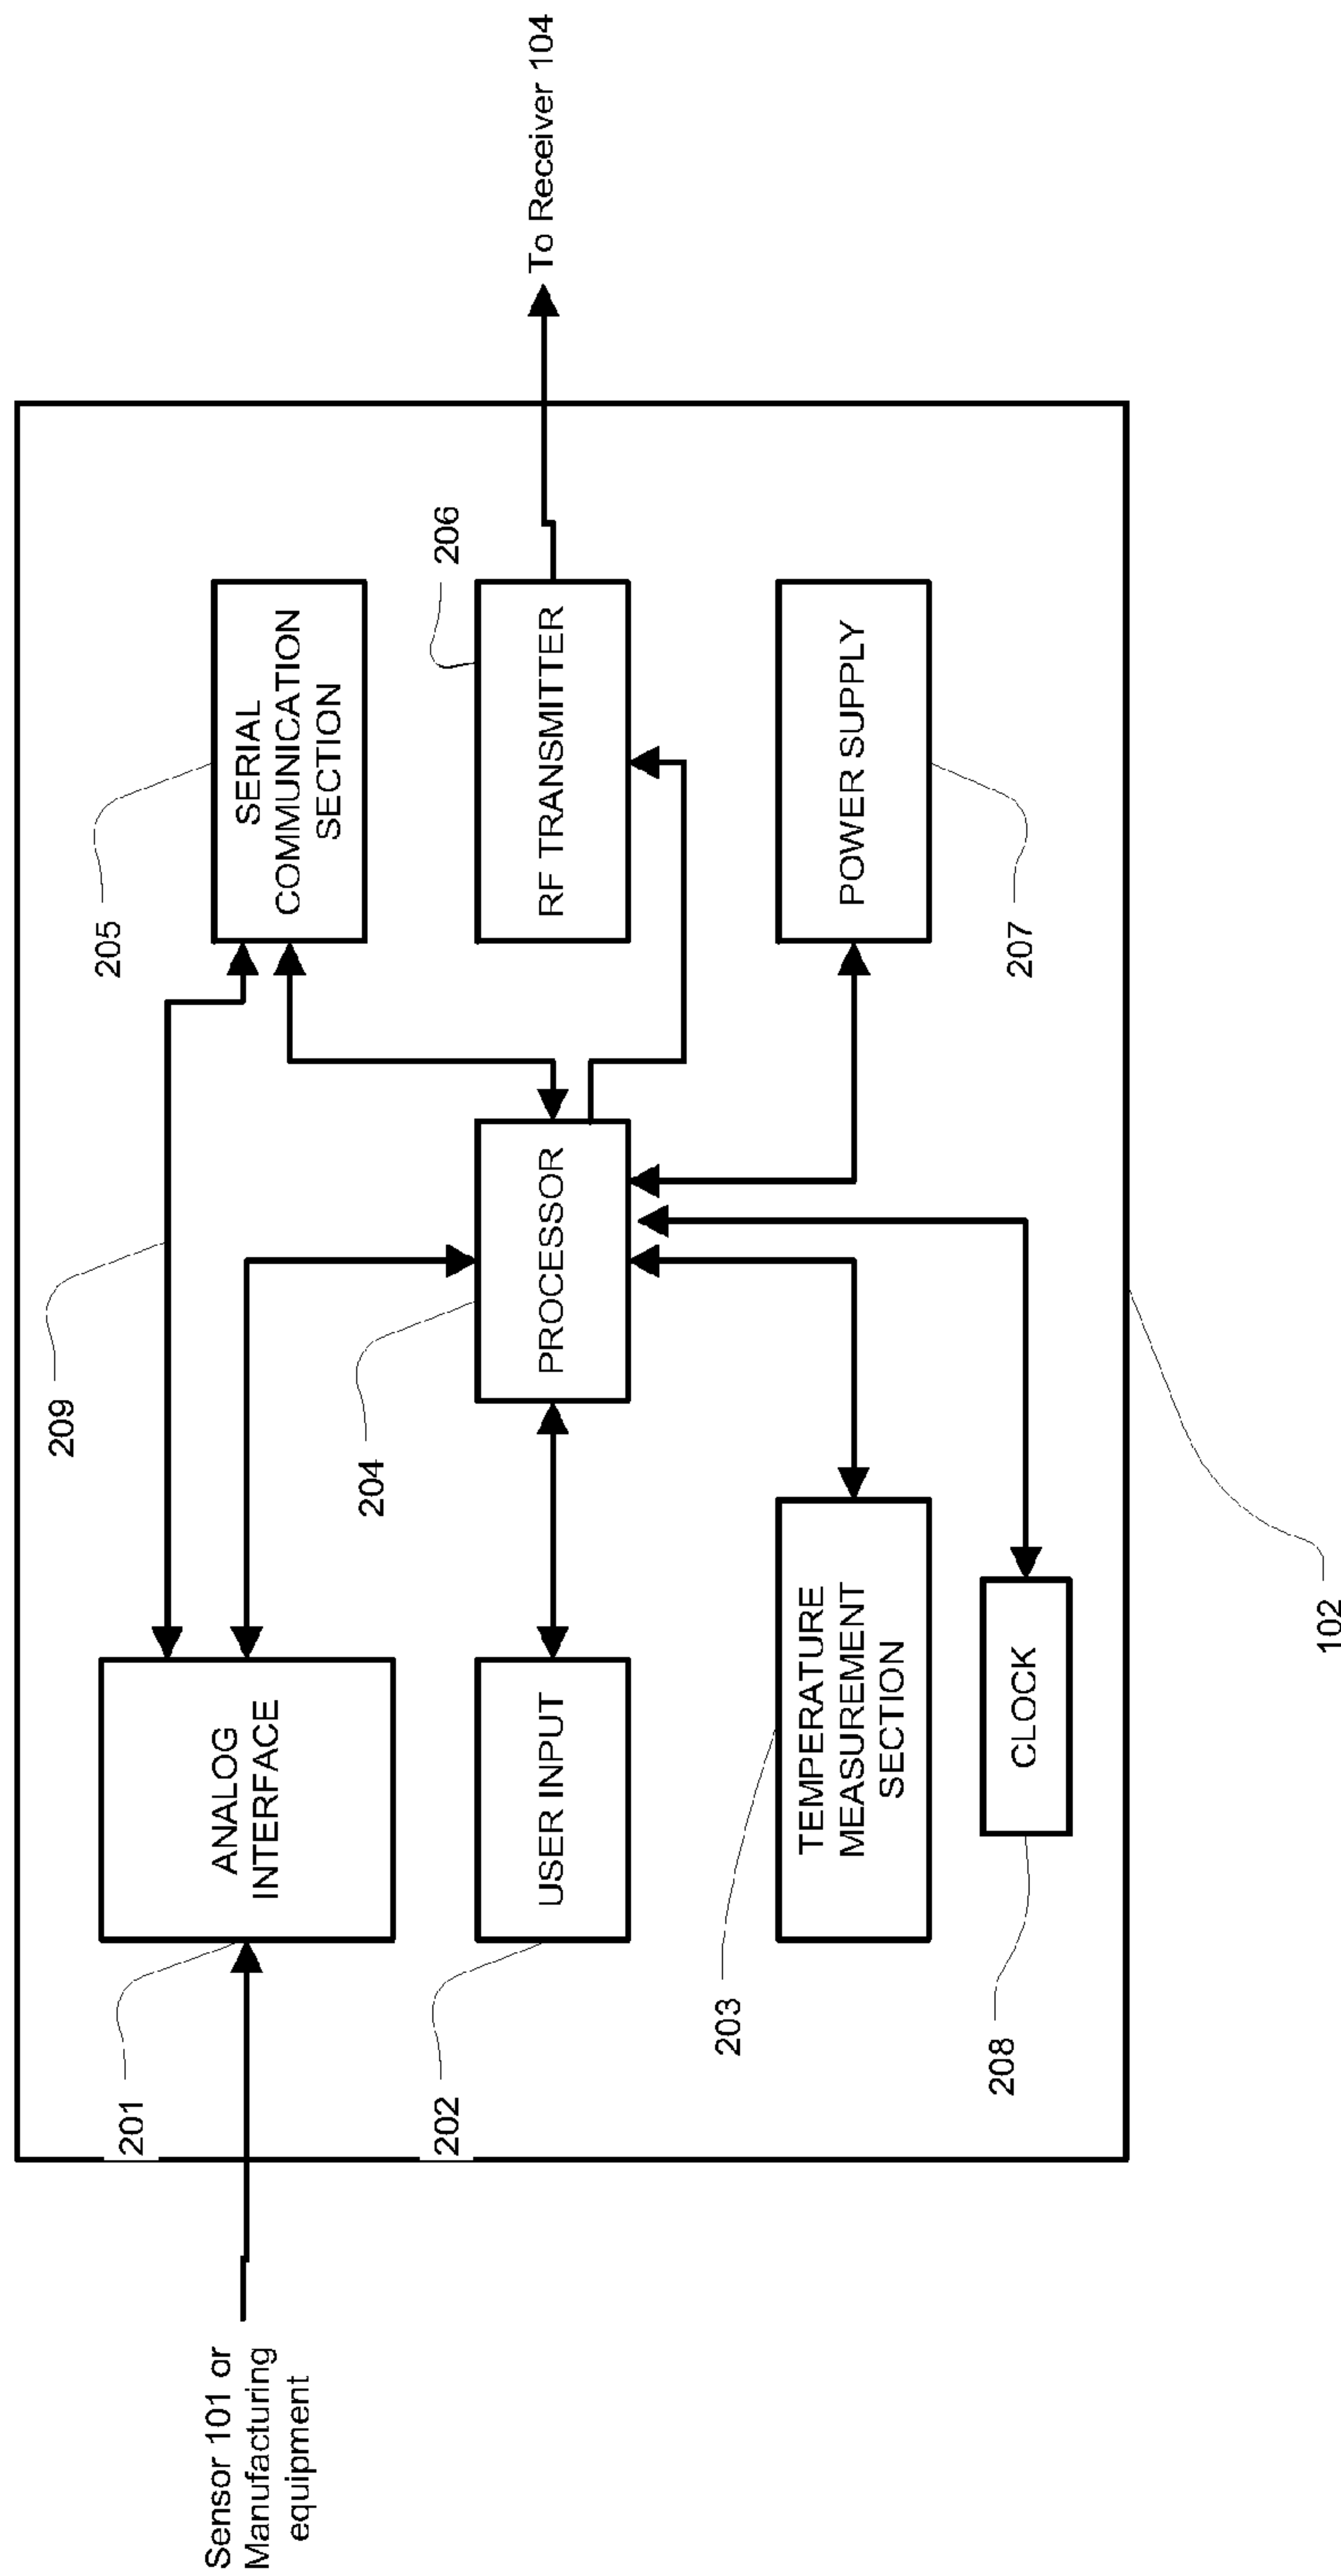 Sensor 101 or
Manufacturing
equipment
201
ANALOG
INTERFACE
209
205
SERIAL
COMMUNICATION
SECTION
202
USER INPUT
204
PROCESSOR
206
RF TRANSMITTER
To Receiver 104
203
TEMPERATURE
MEASUREMENT
SECTION
207
POWER SUPPLY
208
CLOCK
102